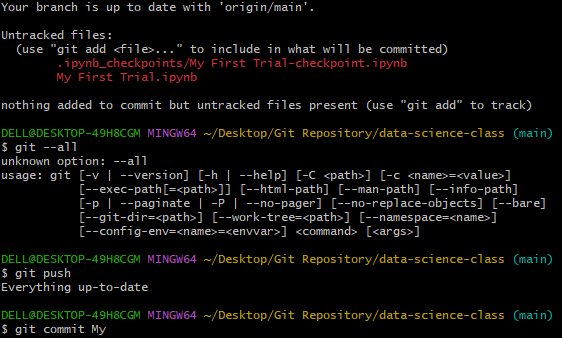 Your branch is up to date with 'origin/main'.
Untracked files:
(use "git add <file>..." to include in what will be committed)
.ipynb_checkpoints/My First Trial-checkpoint.ipynb
My First Trial.ipynb
nothing added to commit but untracked files present (use "git add" to track)
DELL@DESKTOP-49H8CGM MINGW64 ~/Desktop/Git Repository/data-science-class (main)
$ git --all
unknown option: --all
usage: git [-v | --version] [-h | --help] [-C <path>] [-c <name>=<value>]
[--exec-path[=<path>]] [--html-path] [--man-path] [--info-path]
[-p | --paginate | -P | --no-pager] [--no-replace-objects] [--bare]
[--git-dir=<path>] [--work-tree=<path>] [--namespace=<name>]
[--config-env=<name>=<envvar>] <command> [<args>]
DELL@DESKTOP-49H8CGM MINGW64 ~/Desktop/Git Repository/data-science-class (main)
$ git push
Everything up-to-date
DELL@DESKTOP-49H8CGM MINGW64 ~/Desktop/Git Repository/data-science-class (main)
$ git commit My